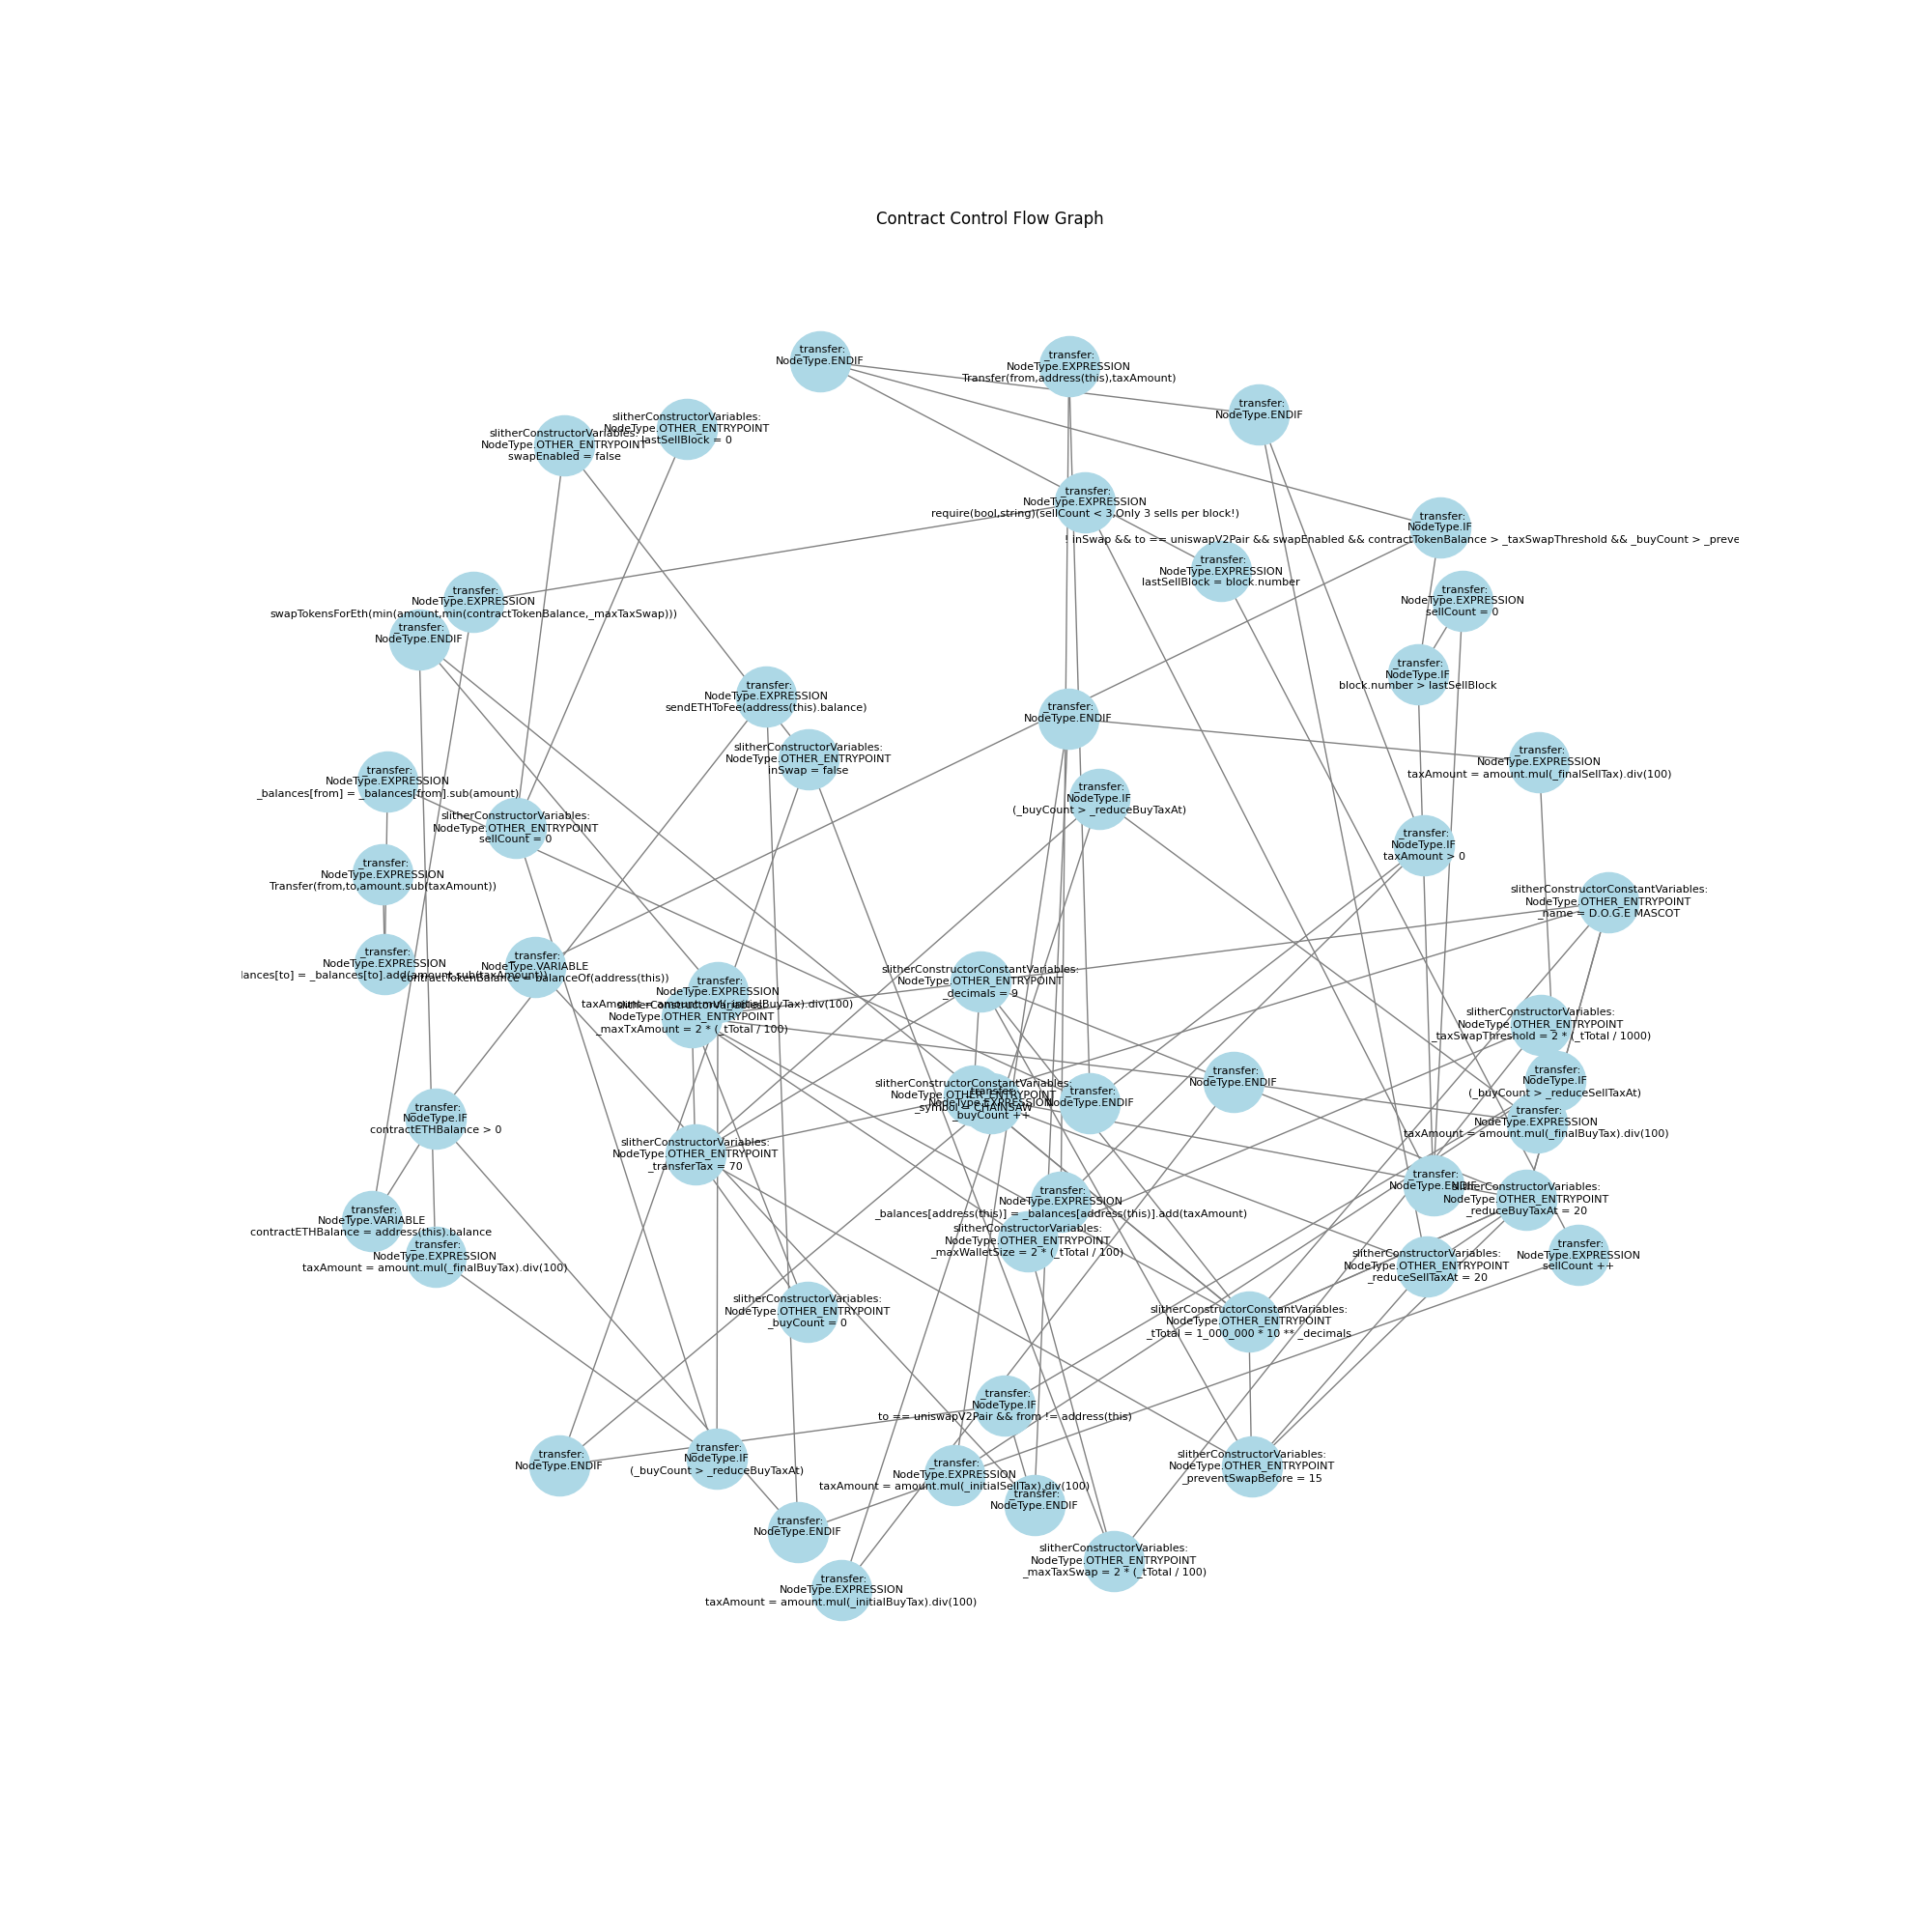 Contract Control Flow Graph
_transfer:
NodeType.ENDIF
_transfer:
NodeType.EXPRESSION
Transfer(from,address(this),taxAmount)
_transfer:
NodeType.ENDIF
slitherConstructorVariables:
NodeType.OTHER_ENTRYPOINT
lastSellBlock = 0
slitherConstructorVariables:
NodeType.OTHER_ENTRYPOINT
swapEnabled = false
_transfer:
NodeType.EXPRESSION
require(bool,string)(sellCount < 3,Only 3 sells per block!)
_transfer:
NodeType.IF
! inSwap && to == uniswapV2Pair && swapEnabled && contractTokenBalance > _taxSwapThreshold && _buyCount > _preve
_transfer:
NodeType.EXPRESSION
lastSellBlock = block.number
_transfer:
NodeType.EXPRESSION
sellCount = 0
_transfer:
NodeType.EXPRESSION
swapTokensForEth(min(amount,min(contractTokenBalance,_maxTaxSwap)))
_transfer:
NodeType.ENDIF
_transfer:
NodeType.IF
block.number > lastSellBlock
_transfer:
NodeType.EXPRESSION
sendETHToFee(address(this).balance)
_transfer:
NodeType.ENDIF
slitherConstructorVariables:
NodeType.OTHER_ENTRYPOINT
inSwap = false
_transfer:
NodeType.EXPRESSION
taxAmount = amount.mul(_finalSellTax).div(100)
_transfer:
NodeType.EXPRESSION
_balances[from] = _balances[from].sub(amount)
_transfer:
NodeType.IF
(_buyCount > _reduceBuyTaxAt)
slitherConstructorVariables:
NodeType.OTHER_ENTRYPOINT
sellCount = 0
_transfer:
NodeType.IF
taxAmount > 0
_transfer:
NodeType.EXPRESSION
Transfer(from,to,amount.sub(taxAmount))
slitherConstructorConstantVariables:
NodeType.OTHER_ENTRYPOINT
_name = D.O.G.E MASCOT
_transfer:
NodeType.EXPRESSION
lances[to] = _balances[to].add(amount.sub(taxAmount))
_transfer:
NodeType.VARIABLE
contractTokenBalance = balanceOf(address(this))
slitherConstructorConstantVariables:
NodeType.OTHER_ENTRYPOINT
_decimals = 9
_transfer:
NodeType.EXPRESSION
taxAmount = amount.mul(_initialBuyTax).div(100)
slitherConstructorVariables:
NodeType.OTHER_ENTRYPOINT
_maxTxAmount = 2 * (_tTotal / 100)
slitherConstructorVariables:
NodeType.OTHER_ENTRYPOINT
_taxSwapThreshold = 2 * (_tTotal / 1000)
_transfer:
NodeType.IF
(_buyCount > _reduceSellTaxAt)
_transfer:
NodeType.ENDIF
slitherConstructorConstantVariables:
NodeType.OTHER_ENTRYPOINT
_symbol = CHAINSAW
_transfer:
NodeType.EXPRESSION
_buyCount ++
_transfer:
NodeType.ENDIF
_transfer:
NodeType.EXPRESSION
taxAmount = amount.mul(_finalBuyTax).div(100)
_transfer:
NodeType.IF
contractETHBalance > 0
slitherConstructorVariables:
NodeType.OTHER_ENTRYPOINT
_transferTax = 70
_transfer:
NodeType.ENDIF
slitherConstructorVariables:
NodeType.OTHER_ENTRYPOINT
_reduceBuyTaxAt = 20
_transfer:
NodeType.EXPRESSION
_balances[address(this)] = _balances[address(this)].add(taxAmount)
_transfer:
NodeType.VARIABLE
contractETHBalance = address(this).balance
slitherConstructorVariables:
NodeType.OTHER_ENTRYPOINT
_maxWalletSize = 2 * (_tTotal / 100)
_transfer:
NodeType.EXPRESSION
taxAmount = amount.mul(_finalBuyTax).div(100)
_transfer:
NodeType.EXPRESSION
sellCount ++
slitherConstructorVariables:
NodeType.OTHER_ENTRYPOINT
_reduceSellTaxAt = 20
slitherConstructorVariables:
NodeType.OTHER_ENTRYPOINT
_buyCount = 0
slitherConstructorConstantVariables:
NodeType.OTHER_ENTRYPOINT
_tTotal = 1_000_000 * 10 ** _decimals
_transfer:
NodeType.IF
to == uniswapV2Pair && from != address(this)
_transfer:
NodeType.ENDIF
_transfer:
NodeType.IF
(_buyCount > _reduceBuyTaxAt)
_transfer:
NodeType.EXPRESSION
taxAmount = amount.mul(_initialSellTax).div(100)
slitherConstructorVariables:
NodeType.OTHER_ENTRYPOINT
_preventSwapBefore = 15
_transfer:
NodeType.ENDIF
_transfer:
NodeType.ENDIF
slitherConstructorVariables:
NodeType.OTHER_ENTRYPOINT
_maxTaxSwap = 2 * (_tTotal / 100)
_transfer:
NodeType.EXPRESSION
taxAmount = amount.mul(_initialBuyTax).div(100)